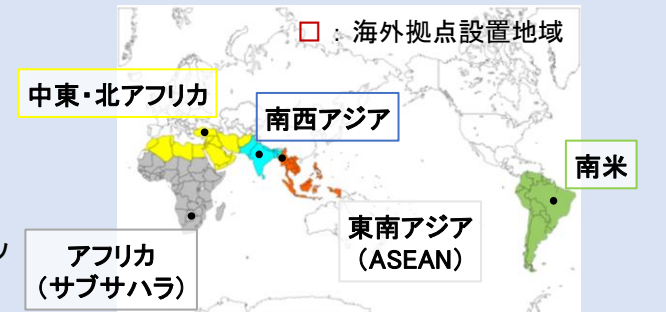 □：海外拠点設置地域
中東・北アフリカ
南西アジア
南米
東南アジア
（ASEAN）
アフリカ
（サブサハラ）
ッ